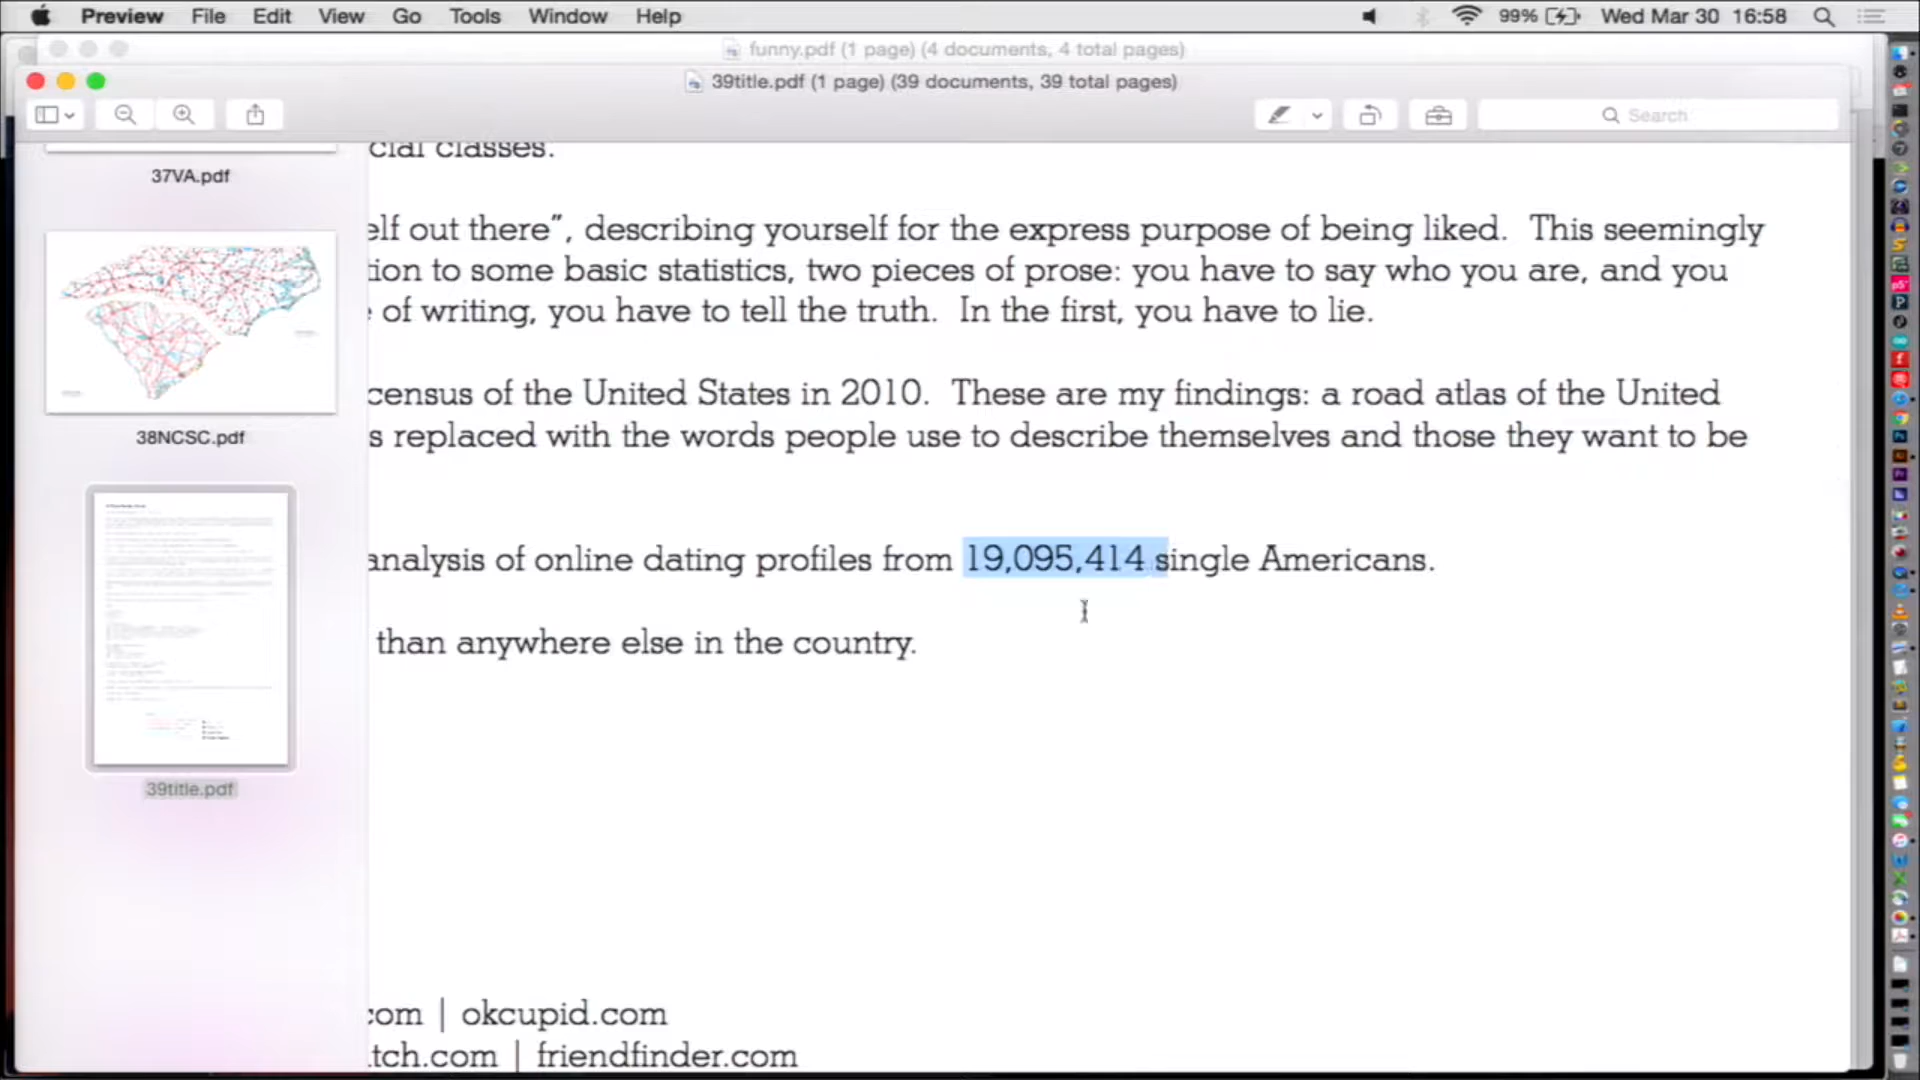 Preview File Edit View Go Tools Window Help 99% Wed Mar 30 16:58
funny.pdf (1 page) (4 documents, 4 total pages)
39title.pdf (1 page) (39 documents, 39 total pages)
Search
cial classes.
37VA.pdf
elf out there”, describing yourself for the express purpose of being liked. This seemingly
tion to some basic statistics, two pieces of prose: you have to say who you are, and you
of writing, you have to tell the truth. In the first, you have to lie.
census of the United States in 2010. These are my findings: a road atlas of the United
s replaced with the words people use to describe themselves and those they want to be
38NCSC.pdf
analysis of online dating profiles from 19,095,414 single Americans.
than anywhere else in the country.
39title.pdf
com | okcupid.com
tch.com | friendfinder.com